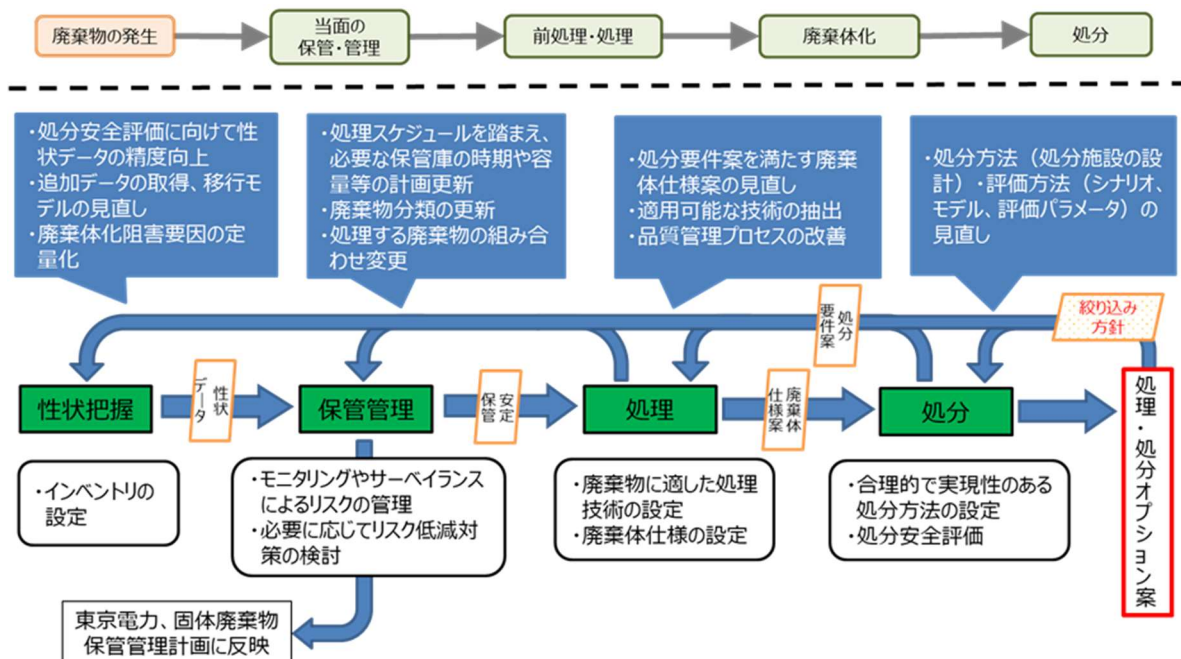 廃棄物の発生
当面の
保管・管理
前処理・処理
廃棄体化
処分
・処分安全評価に向けて性
状データの精度向上
・追加データの取得、移行モ
デルの見直し
・廃棄体化阻害要因の定
量化
・処理スケジュールを踏まえ、
必要な保管庫の時期や容
量等の計画更新
・廃棄物分類の更新
・処理する廃棄物の組み合
わせ変更
・処分要件案を満たす廃棄
体仕様案の見直し
・適用可能な技術の抽出
・品質管理プロセスの改善
・処分方法（処分施設の設
計）・評価方法（シナリオ、
モデル、評価パラメータ）の
見直し
処分
要件案
絞り込み
方針
性状把握
性状
データ
保管管理
安定
保管
処理
廃棄体
仕様案
処分
処理・処分オプション案
・インベントリの
設定
・モニタリングやサーベイランス
によるリスクの管理
・必要に応じてリスク低減対
策の検討
・廃棄物に適した処理
技術の設定
・廃棄体仕様の設定
・合理的で実現性のある
処分方法の設定
・処分安全評価
東京電力、固体廃棄物
保管管理計画に反映